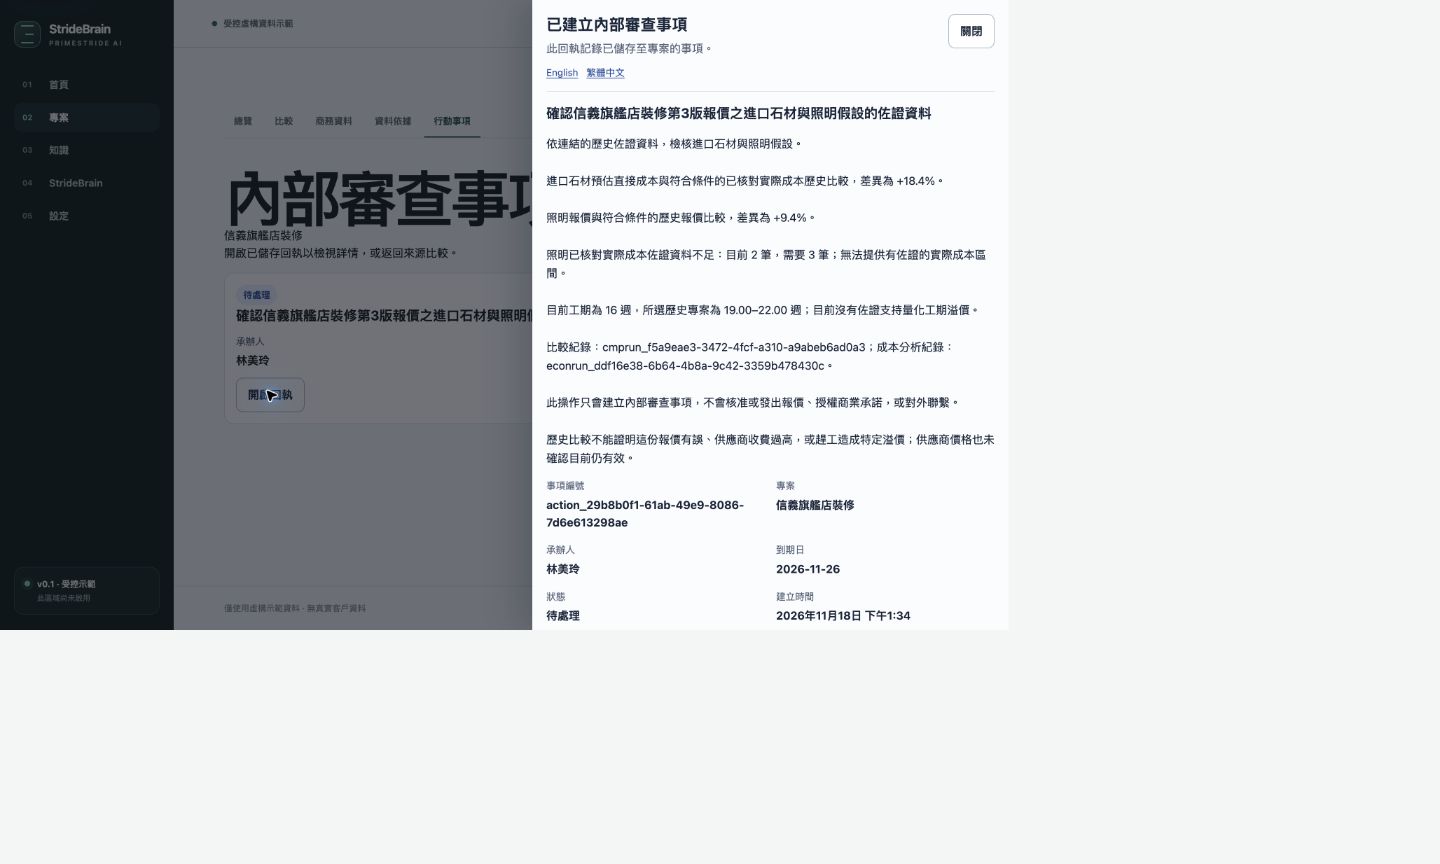 StrideBrain
PRIMESTRIDE AI
01 首頁
02 專案
03 知識
04 StrideBrain
05 設定
v0.1 · 受控示範
此區域尚未啟用
受控虛構資料示範
總覽 比較 商務資料 資料依據 行動事項
內部審查事項
信義旗艦店裝修
開啟已儲存回執以檢視詳情，或返回來源比較。
待處理
確認信義旗艦店裝修第3版報價之進口石材與照明
承辦人
林美玲
開啟回執
僅使用虛構示範資料 · 無真實客戶資料
已建立內部審查事項
關閉
此回執記錄已儲存至專案的事項。
English 繁體中文
確認信義旗艦店裝修第3版報價之進口石材與照明假設的佐證資料
依連結的歷史佐證資料，檢核進口石材與照明假設。
進口石材預估直接成本與符合條件的已核對實際成本歷史比較，差異為 +18.4%。
照明報價與符合條件的歷史報價比較，差異為 +9.4%。
照明已核對實際成本佐證資料不足：目前 2 筆，需要 3 筆；無法提供有佐證的實際成本區
間。
目前工期為 16 週，所選歷史專案為 19.00–22.00 週；目前沒有佐證支持量化工期溢價。
比較紀錄：cmprun_f5a9eae3-3472-4fcf-a310-a9abeb6ad0a3；成本分析紀錄：
econrun_ddf16e38-6b64-4b8a-9c42-3359b478430c。
此操作只會建立內部審查事項，不會核准或發出報價、授權商業承諾，或對外聯繫。
歷史比較不能證明這份報價有誤、供應商收費過高，或趕工造成特定溢價；供應商價格也未
確認目前仍有效。
事項編號 專案
action_29b8b0f1-61ab-49e9-8086- 信義旗艦店裝修
7d6e613298ae
承辦人 到期日
林美玲 2026-11-26
狀態 建立時間
待處理 2026年11月18日 下午1:34